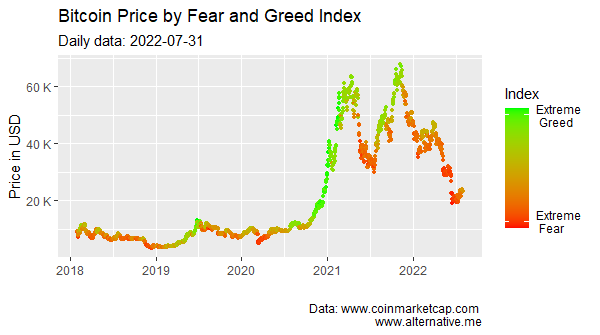 Bitcoin Price by Fear and Greed Index
Daily data: 2022-07-31
Price in USD
60 K
40 K
20 K
2018
2019
2020
2021
2022
Index
Extreme
Greed
Extreme
Fear
Data: www.coinmarketcap.com
www.alternative.me